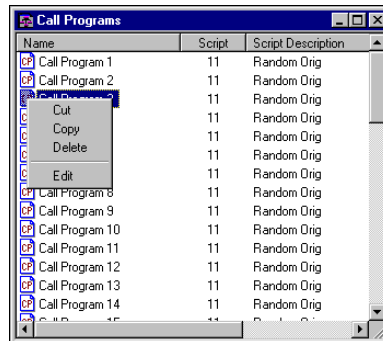 Call Programs
Name Script Script Description
Call Program 1 11 Random Orig
Call Program 2 11 Random Orig
11 Random Orig
Cut 11 Random Orig
Copy 11 Random Orig
Delete 11 Random Orig
11 Random Orig
Edit
Call Program 8 11 Random Orig
Call Program 9 11 Random Orig
Call Program 10 11 Random Orig
Call Program 11 11 Random Orig
Call Program 12 11 Random Orig
Call Program 13 11 Random Orig
Call Program 14 11 Random Orig